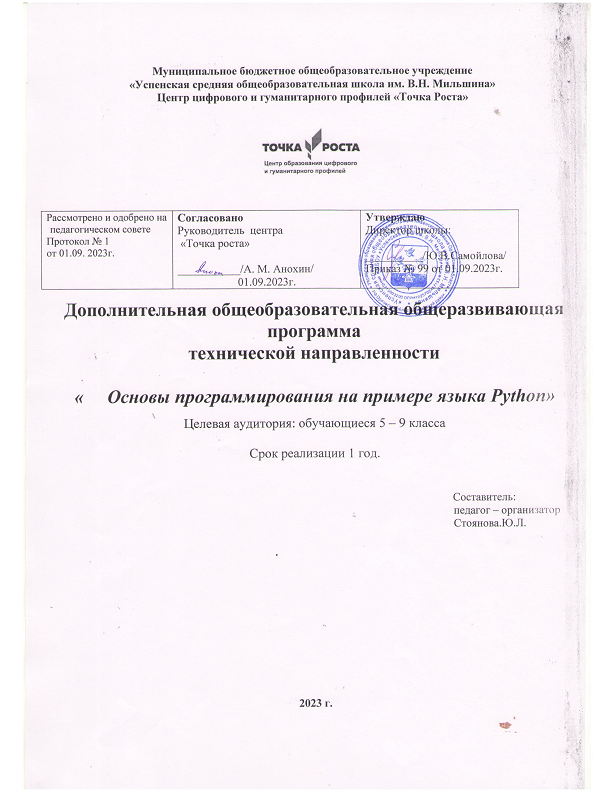 Муниципальное бюджетное общеобразовательное учреждение
«Успенская средняя общеобразовательная школа им. В.Н. Мильшина»
Центр цифрового и гуманитарного профилей «Точка Роста»
ТОЧКА РОСТА
Центр образования цифрового
и гуманитарного профилей
Рассмотрено и одобрено на
педагогическом совете
Протокол № 1
от 01.09. 2023г.
Согласовано
Руководитель центра
«Точка роста»
/А. М. Анохин/
01.09.2023г.
Утверждаю
Директор школы:
/Ю.В.Самойлова/
Приказ № 99 от 01.09.2023г.
Дополнительная общеобразовательная общеразвивающая
программа
технической направленности
« Основы программирования на примере языка Python»
Целевая аудитория: обучающиеся 5 – 9 класса
Срок реализации 1 год.
Составитель:
педагог – организатор
Стоянова.Ю.Л.
2023 г.